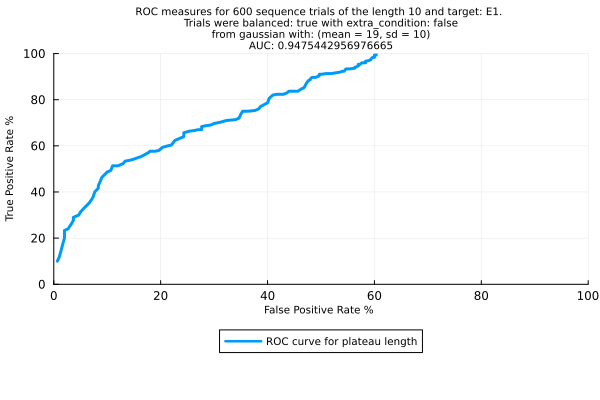 ROC measures for 600 sequence trials of the length 10 and target: E1.
Trials were balanced: true with extra_condition: false
from gaussian with: (mean = 19, sd = 10)
AUC: 0.9475442956976665
100
80
60
40
20
0
True Positive Rate %
0 20 40 60 80 100
False Positive Rate %
ROC curve for plateau length